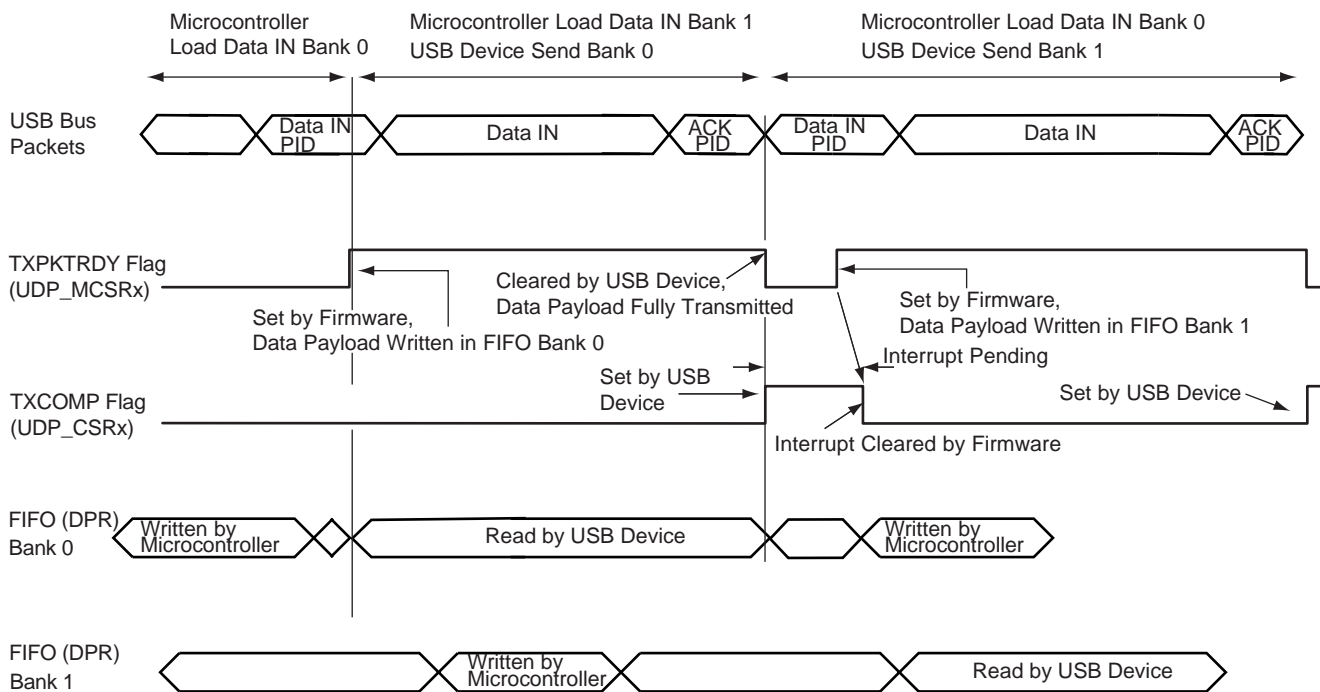 Microcontroller
Load Data IN Bank 0
Microcontroller Load Data IN Bank 1
USB Device Send Bank 0
Microcontroller Load Data IN Bank 0
USB Device Send Bank 1
USB Bus
Packets
Data IN
PID
Data IN
ACK
PID
Data IN
PID
Data IN
ACK
PID
TXPKTRDY Flag
(UDP_MCSRx)
Set by Firmware,
Data Payload Written in FIFO Bank 0
Cleared by USB Device,
Data Payload Fully Transmitted
Set by Firmware,
Data Payload Written in FIFO Bank 1
Interrupt Pending
TXCOMP Flag
(UDP_CSRx)
Set by USB
Device
Set by USB Device
Interrupt Cleared by Firmware
FIFO (DPR)
Bank 0
Written by
Microcontroller
Read by USB Device
Written by
Microcontroller
FIFO (DPR)
Bank 1
Written by
Microcontroller
Read by USB Device